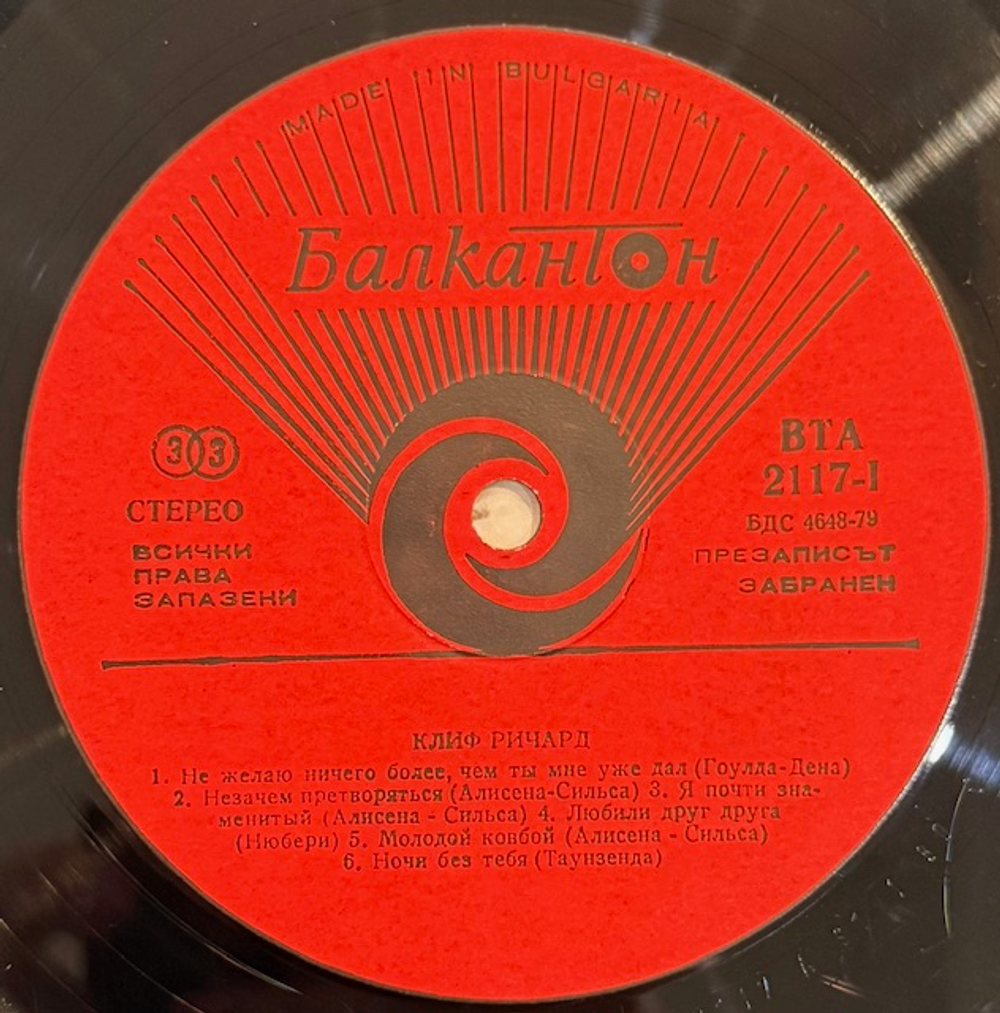 MADE IN BULGARIA
Балкантон
33
СТЕРЕО
ВСИЧКИ
ПРАВА
ЗАПАЗЕНИ
ВТА
2117-I
БДС 4648-79
ПРЕЗАПИСЪТ
ЗАБРАНЕН
КЛИФ РИЧАРД
1. Не желаю ничего более, чем ты мне уже дал (Гоулда-Дена)
2. Незачем претворяться (Алисена-Сильса) 3. Я почти зна-
менитый (Алисена - Сильса) 4. Любили друг друга
(Нюбери) 5. Молодой ковбой (Алисена - Сильса)
6. Ночи без тебя (Таунзенда)